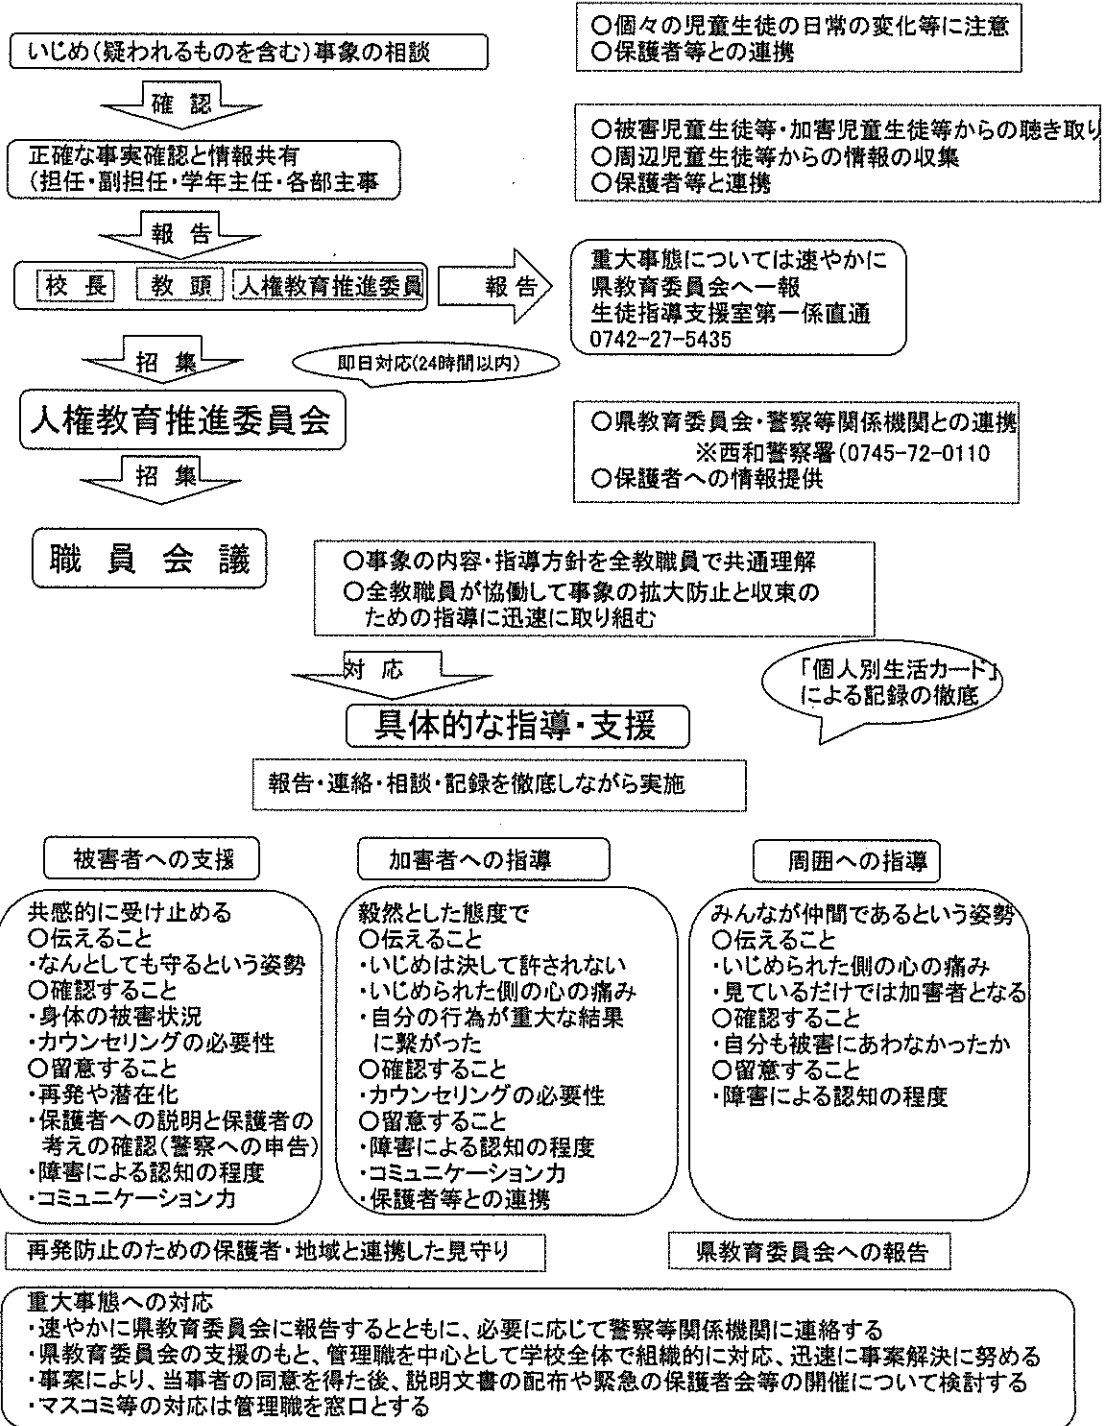 いじめ(疑われるものを含む)事象の相談
○個々の児童生徒の日常の変化等に注意
○保護者等との連携
確 認
正確な事実確認と情報共有
(担任・副担任・学年主任・各部主事
○被害児童生徒等・加害児童生徒等からの聴き取り
○周辺児童生徒等からの情報の収集
○保護者等と連携
報 告
校 長 教 頭 人権教育推進委員
報 告
重大事態については速やかに
県教育委員会へ一報
生徒指導支援室第一係直通
0742-27-5435
招 集
即日対応(24時間以内)
人権教育推進委員会
○県教育委員会・警察等関係機関との連携
※西和警察署(0745-72-0110
○保護者への情報提供
招 集
職 員 会 議
○事象の内容・指導方針を全教職員で共通理解
○全教職員が協働して事象の拡大防止と収束の
ための指導に迅速に取り組む
対 応
「個人別生活カード」
による記録の徹底
具体的な指導・支援
報告・連絡・相談・記録を徹底しながら実施
被害者への支援
共感的に受け止める
○伝えること
・なんとしても守るという姿勢
○確認すること
・身体の被害状況
・カウンセリングの必要性
○留意すること
・再発や潜在化
・保護者への説明と保護者の
考えの確認(警察への申告)
・障害による認知の程度
・コミュニケーション力
加害者への指導
毅然とした態度で
○伝えること
・いじめは決して許されない
・いじめられた側の心の痛み
・自分の行為が重大な結果
に繋がった
○確認すること
・カウンセリングの必要性
○留意すること
・障害による認知の程度
・コミュニケーション力
・保護者等との連携
周囲への指導
みんなが仲間であるという姿勢
○伝えること
・いじめられた側の心の痛み
・見ているだけでは加害者となる
○確認すること
・自分も被害にあわなかったか
○留意すること
・障害による認知の程度
再発防止のための保護者・地域と連携した見守り
県教育委員会への報告
重大事態への対応
・速やかに県教育委員会に報告するとともに、必要に応じて警察等関係機関に連絡する
・県教育委員会の支援のもと、管理職を中心として学校全体で組織的に対応、迅速に事案解決に努める
・事案により、当事者の同意を得た後、説明文書の配布や緊急の保護者会等の開催について検討する
・マスコミ等の対応は管理職を窓口とする